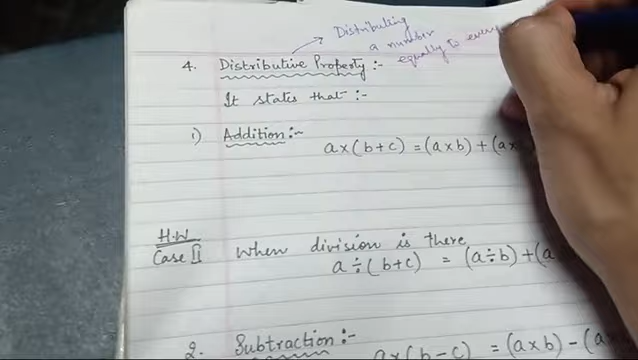 Distributing
a number
equally to every
4. Distributive Property :-
It states that :-
i) Addition :-
a×(b+c) = (a×b) + (a×
H.W
Case II when division is there
a÷(b+c) = (a÷b)+(a
2. Subtraction :-
a×(b-c) = (a×b) - (a×